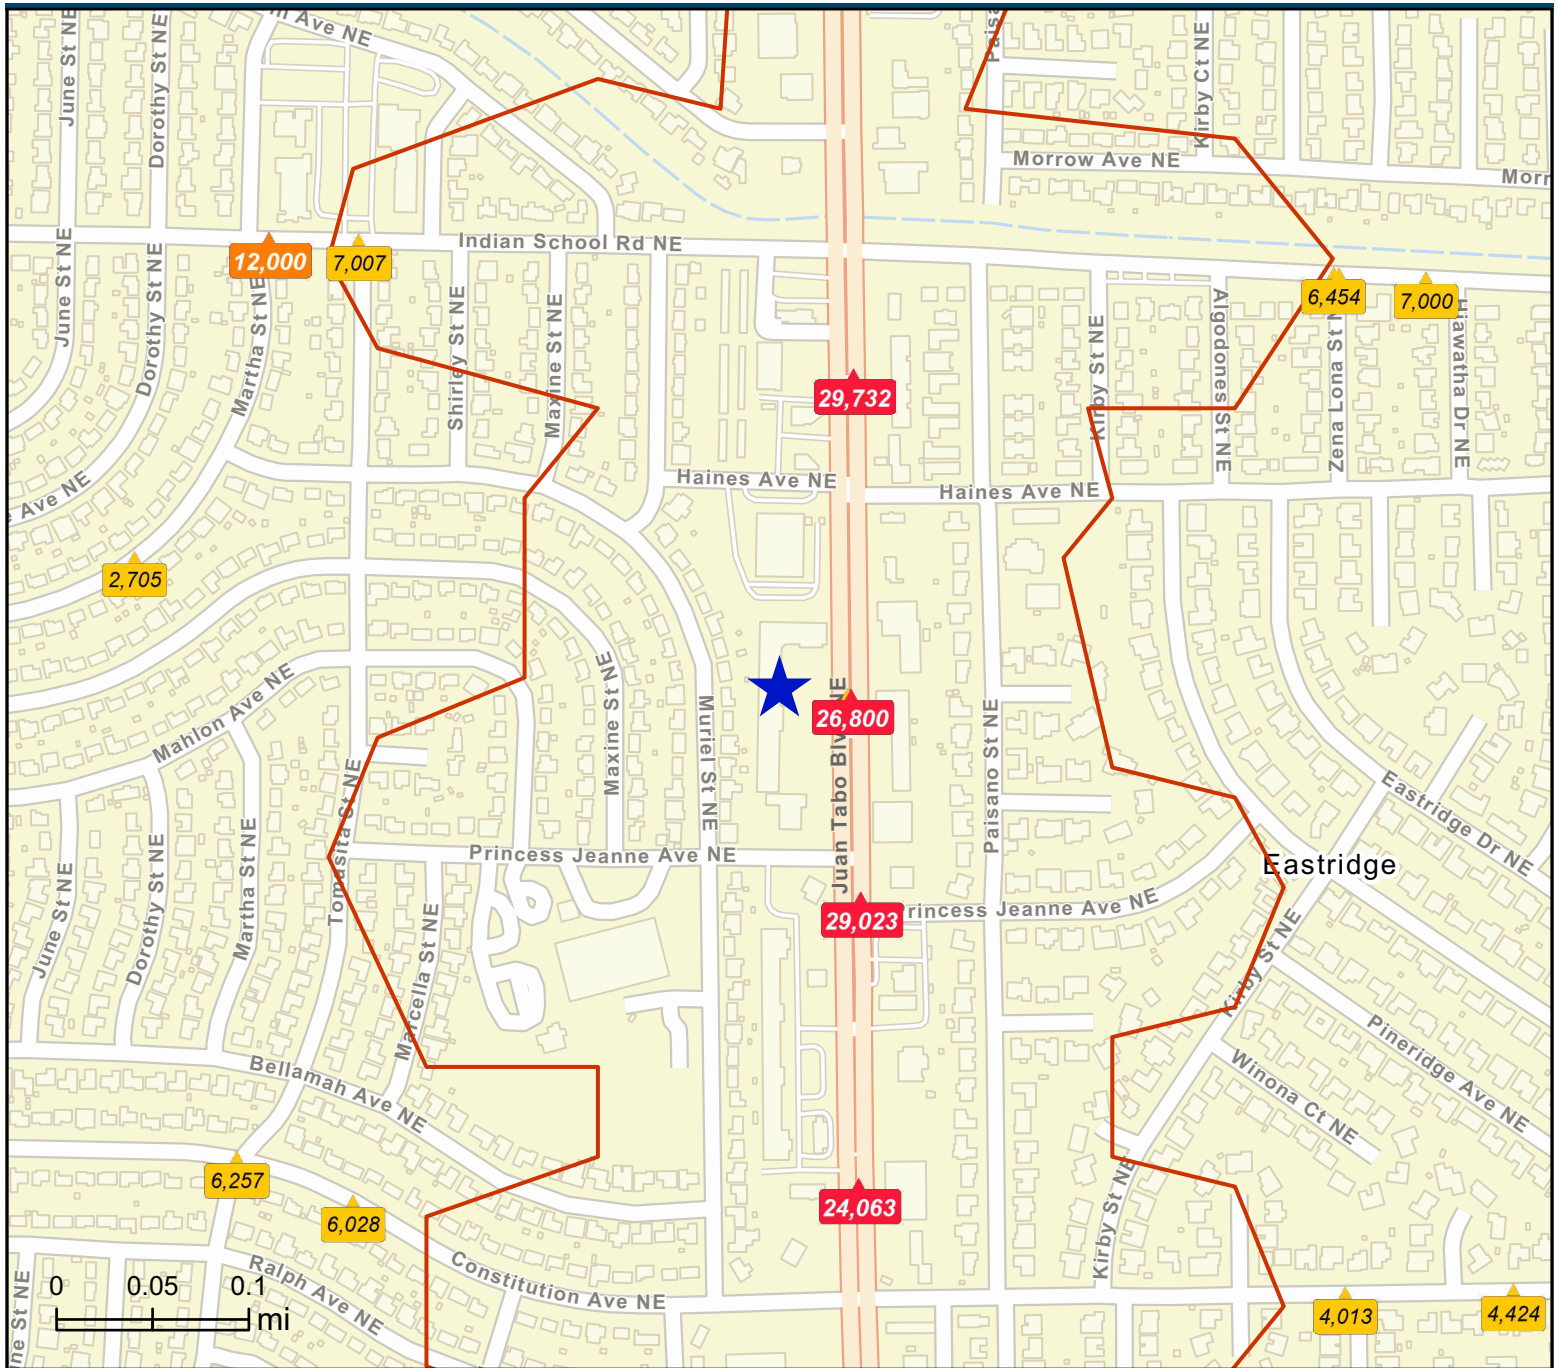 June St NE
Dorothy St NE
Ave NE
Kirby Ct NE
Morrow Ave NE
Indian School Rd NE
12,000
7,007
6,454
7,000
June St NE
Dorothy St NE
Martha St NE
Shirley St NE
Maxine St NE
Kirby St NE
Algodones St NE
Zena Lona St
Hiawatha Dr NE
29,732
Haines Ave NE
Haines Ave NE
Ave NE
2,705
Mahlon Ave NE
Maxine St NE
Muriel St NE
26,800
Juan Tabo Blvd NE
Paisano St NE
Tomasita St NE
Eastridge Dr NE
Princess Jeanne Ave NE
Eastridge
June St NE
Dorothy St NE
Martha St NE
Marcella St NE
29,023
Princess Jeanne Ave NE
Kirby St NE
Pineridge Ave NE
Winona Ct NE
Bellamah Ave NE
6,257
6,028
24,063
Kirby St NE
Constitution Ave NE
Ralph Ave NE
St NE
0 0.05 0.1
mi
4,013
4,424